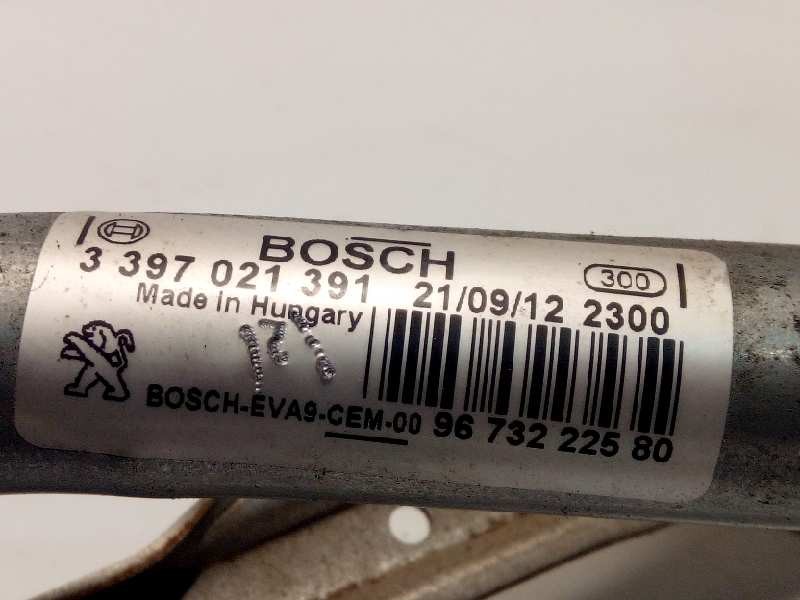 BOSCH
300
3 397 021 391
21/09/12 2300
Made in Hungary
171
BOSCH-EVA9-CEM-00 96 732 225 80